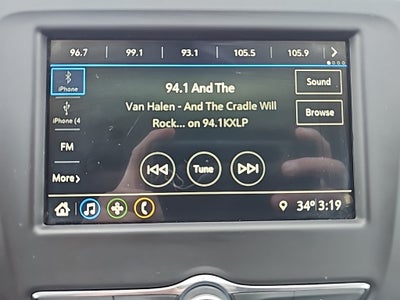 96.7 99.1 93.1 105.5 105.9
iPhone
94.1 And The
Sound
Van Halen - And The Cradle Will
Rock... on 94.1KXLP
iPhone (4
Browse
FM
Tune
More
34° 3:19